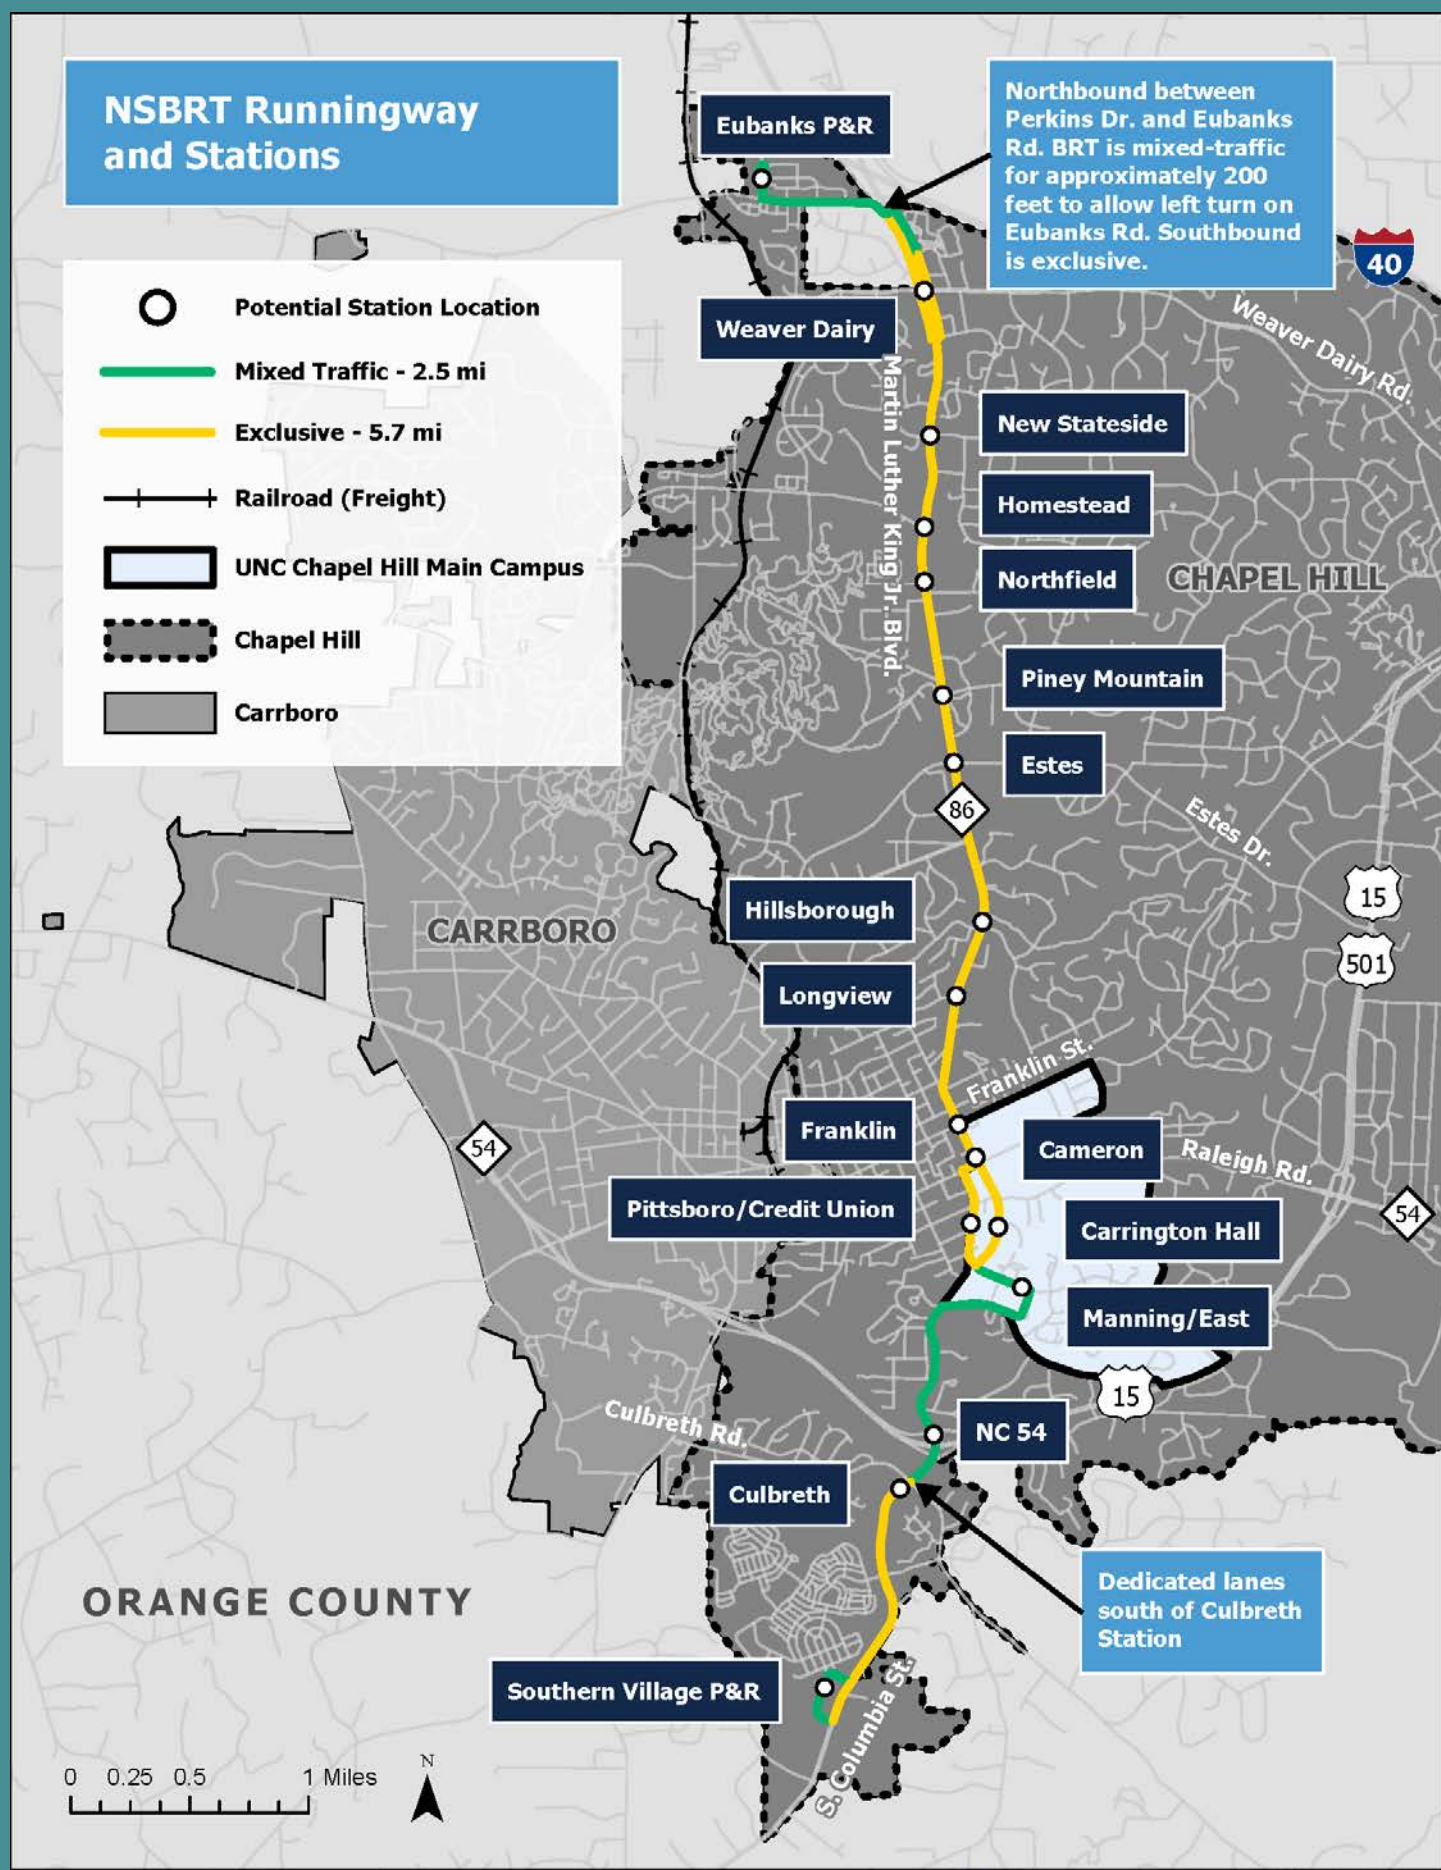 NSBRT Runningway
and Stations
Northbound between
Perkins Dr. and Eubanks
Rd. BRT is mixed-traffic
for approximately 200
feet to allow left turn on
Eubanks Rd. Southbound
is exclusive.
Eubanks P&R
40
Potential Station Location
Mixed Traffic - 2.5 mi
Exclusive - 5.7 mi
Railroad (Freight)
UNC Chapel Hill Main Campus
Chapel Hill
Carrboro
Weaver Dairy
Weaver Dairy Rd.
Martin Luther King Jr. Blvd.
New Stateside
Homestead
Northfield
CHAPEL HILL
Piney Mountain
Estes
86
Estes Dr.
15
501
Hillsborough
CARRBORO
Longview
Franklin St.
Franklin
54
Cameron
Raleigh Rd.
54
Pittsboro/Credit Union
Carrington Hall
Manning/East
15
Culbreth Rd.
NC 54
Culbreth
Dedicated lanes
south of Culbreth
Station
ORANGE COUNTY
Southern Village P&R
S. Columbia St.
0 0.25 0.5 1 Miles
N